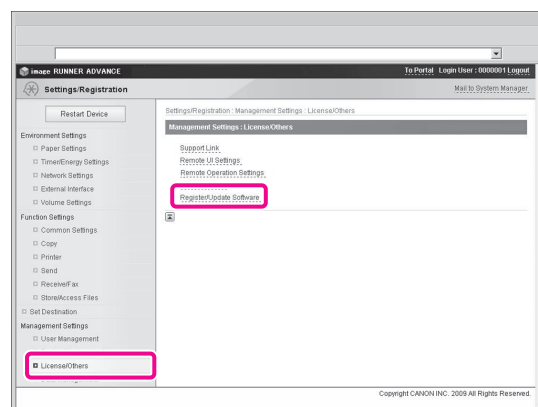 image RUNNER ADVANCE
To Portal Login User : 0000001 Logout
Settings/Registration
Mail to System Manager
Restart Device
Settings/Registration : Management Settings : License/Others
Management Settings : License/Others
Environment Settings
Paper Settings
Timer/Energy Settings
Network Settings
External Interface
Volume Settings
Support Link
Remote UI Settings
Remote Operation Settings
Register/Update Software
Function Settings
Common Settings
Copy
Printer
Send
Receive/Fax
Store/Access Files
Set Destination
Management Settings
User Management
License/Others
Copyright CANON INC. 2009 All Rights Reserved.